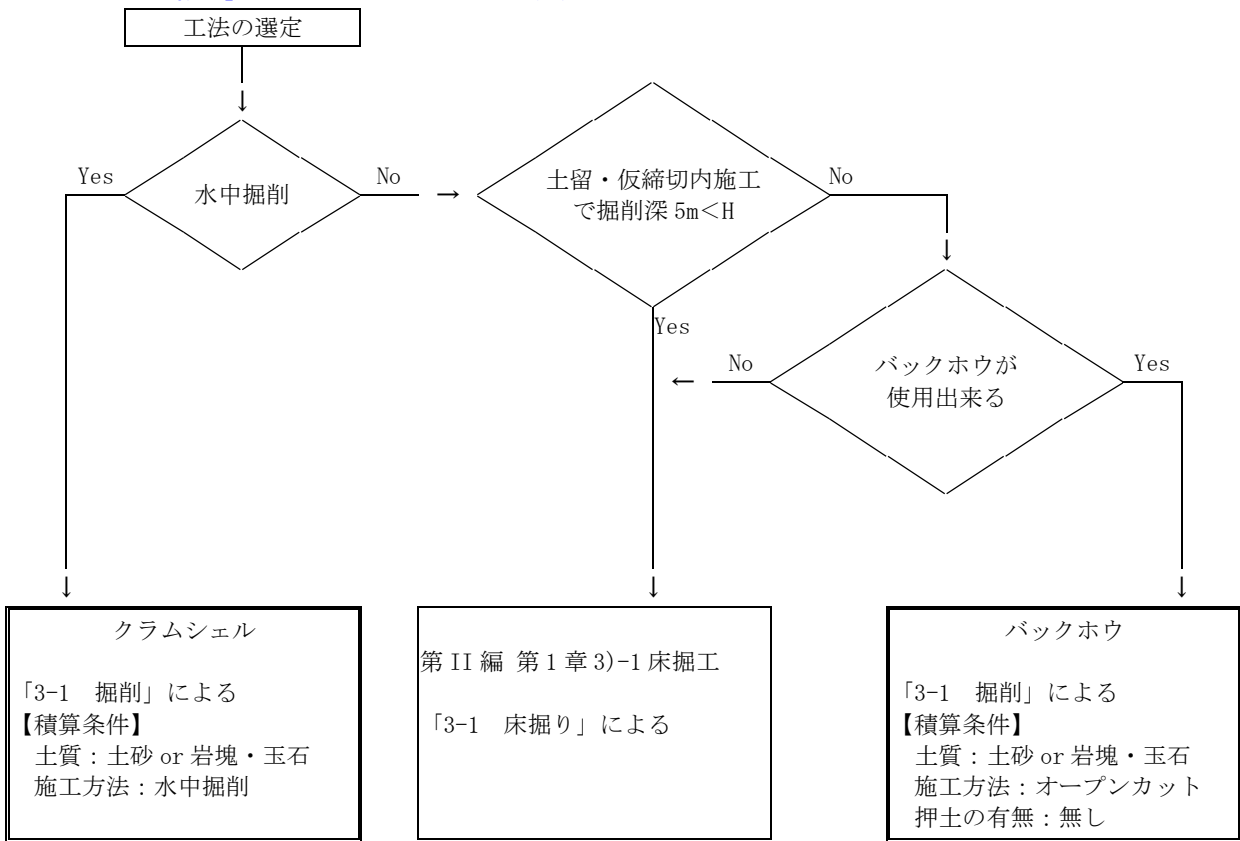 工法の選定
↓
Yes
水中掘削
No
→
土留・仮締切内施工
で掘削深 5m<H
No
↓
Yes
←
No
バックホウが
使用出来る
Yes
↓
↓
↓
クラムシェル
「3-1 掘削」による
【積算条件】
土質：土砂 or 岩塊・玉石
施工方法：水中掘削
第 II 編 第 1 章 3)-1 床掘工
「3-1 床掘り」による
バックホウ
「3-1 掘削」による
【積算条件】
土質：土砂 or 岩塊・玉石
施工方法：オープンカット
押土の有無：無し